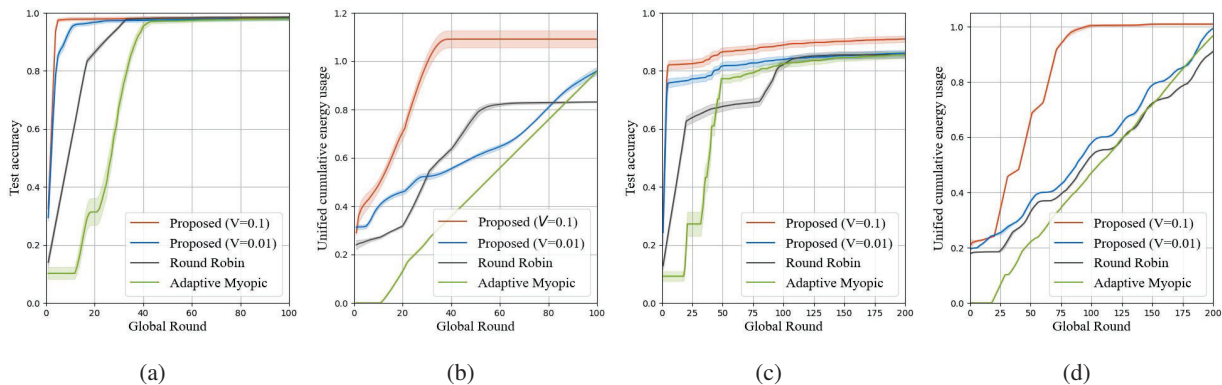 1.0
0.8
0.6
0.4
0.2
0.0
Test accuracy
0 20 40 60 80 100
Global Round
Proposed (V=0.1)
Proposed (V=0.01)
Round Robin
Adaptive Myopic
(a)
1.2
1.0
0.8
0.6
0.4
0.2
0.0
Unified cumulative energy usage
0 20 40 60 80 100
Global Round
Proposed (V=0.1)
Proposed (V=0.01)
Round Robin
Adaptive Myopic
(b)
1.0
0.8
0.6
0.4
0.2
0.0
Test accuracy
0 25 50 75 100 125 150 175 200
Global Round
Proposed (V=0.1)
Proposed (V=0.01)
Round Robin
Adaptive Myopic
(c)
1.0
0.8
0.6
0.4
0.2
0.0
Unified cumulative energy usage
0 25 50 75 100 125 150 175 200
Global Round
Proposed (V=0.1)
Proposed (V=0.01)
Round Robin
Adaptive Myopic
(d)